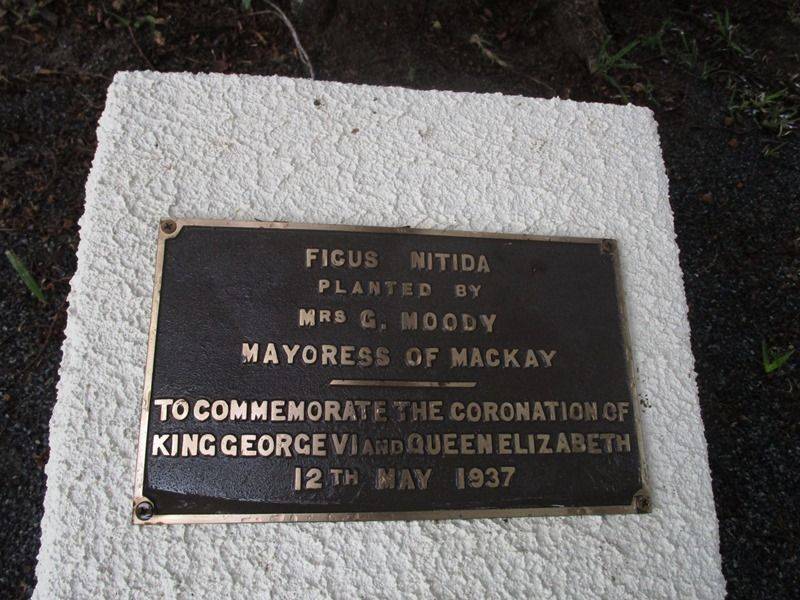 FICUS NITIDA
PLANTED BY
MRS G. MOODY
MAYORESS OF MACKAY
TO COMMEMORATE THE CORONATION OF
KING GEORGE VI AND QUEEN ELIZABETH
12TH MAY 1937